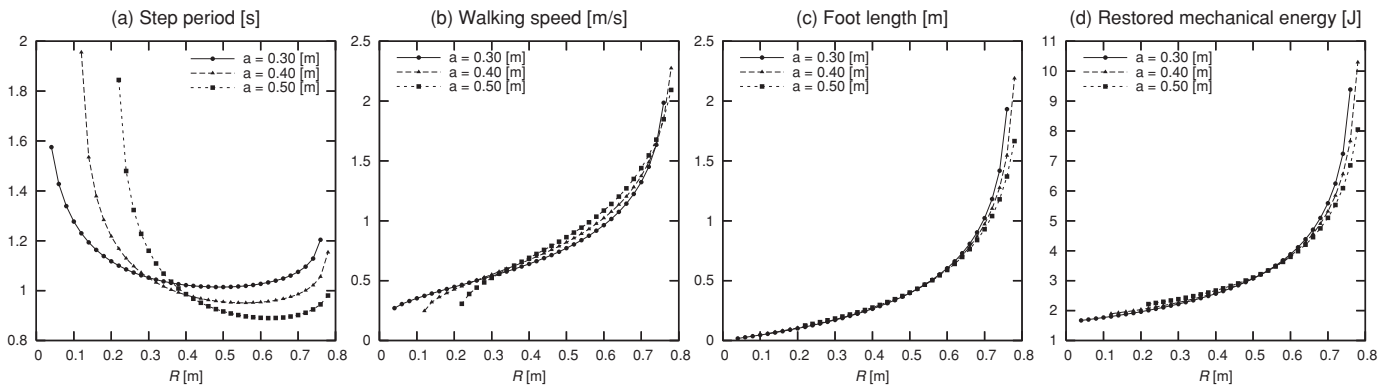 (a) Step period [s]
2
1.8
1.6
1.4
1.2
1
0.8
a = 0.30 [m]
a = 0.40 [m]
a = 0.50 [m]
0 0.1 0.2 0.3 0.4 0.5 0.6 0.7 0.8
R [m]
(b) Walking speed [m/s]
2.5
2
1.5
1
0.5
0
a = 0.30 [m]
a = 0.40 [m]
a = 0.50 [m]
0 0.1 0.2 0.3 0.4 0.5 0.6 0.7 0.8
R [m]
(c) Foot length [m]
2.5
2
1.5
1
0.5
0
a = 0.30 [m]
a = 0.40 [m]
a = 0.50 [m]
0 0.1 0.2 0.3 0.4 0.5 0.6 0.7 0.8
R [m]
(d) Restored mechanical energy [J]
11
10
9
8
7
6
5
4
3
2
1
a = 0.30 [m]
a = 0.40 [m]
a = 0.50 [m]
0 0.1 0.2 0.3 0.4 0.5 0.6 0.7 0.8
R [m]